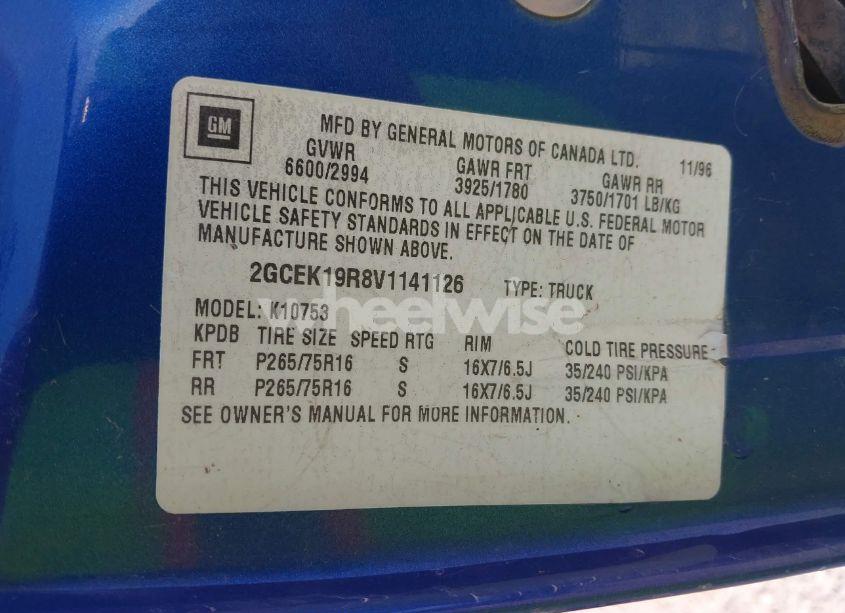 GM
MFD BY GENERAL MOTORS OF CANADA LTD. 11/96
GVWR GAWR FRT GAWR RR
6600/2994 3925/1780 3750/1701 LB/KG
THIS VEHICLE CONFORMS TO ALL APPLICABLE U.S. FEDERAL MOTOR
VEHICLE SAFETY STANDARDS IN EFFECT ON THE DATE OF
MANUFACTURE SHOWN ABOVE.
2GCEK19R8V1141126 TYPE: TRUCK
MODEL: K10753
wheelwise
KPDB TIRE SIZE SPEED RTG RIM COLD TIRE PRESSURE
FRT P265/75R16 S 16X7/6.5J 35/240 PSI/KPA
RR P265/75R16 S 16X7/6.5J 35/240 PSI/KPA
SEE OWNER'S MANUAL FOR MORE INFORMATION.